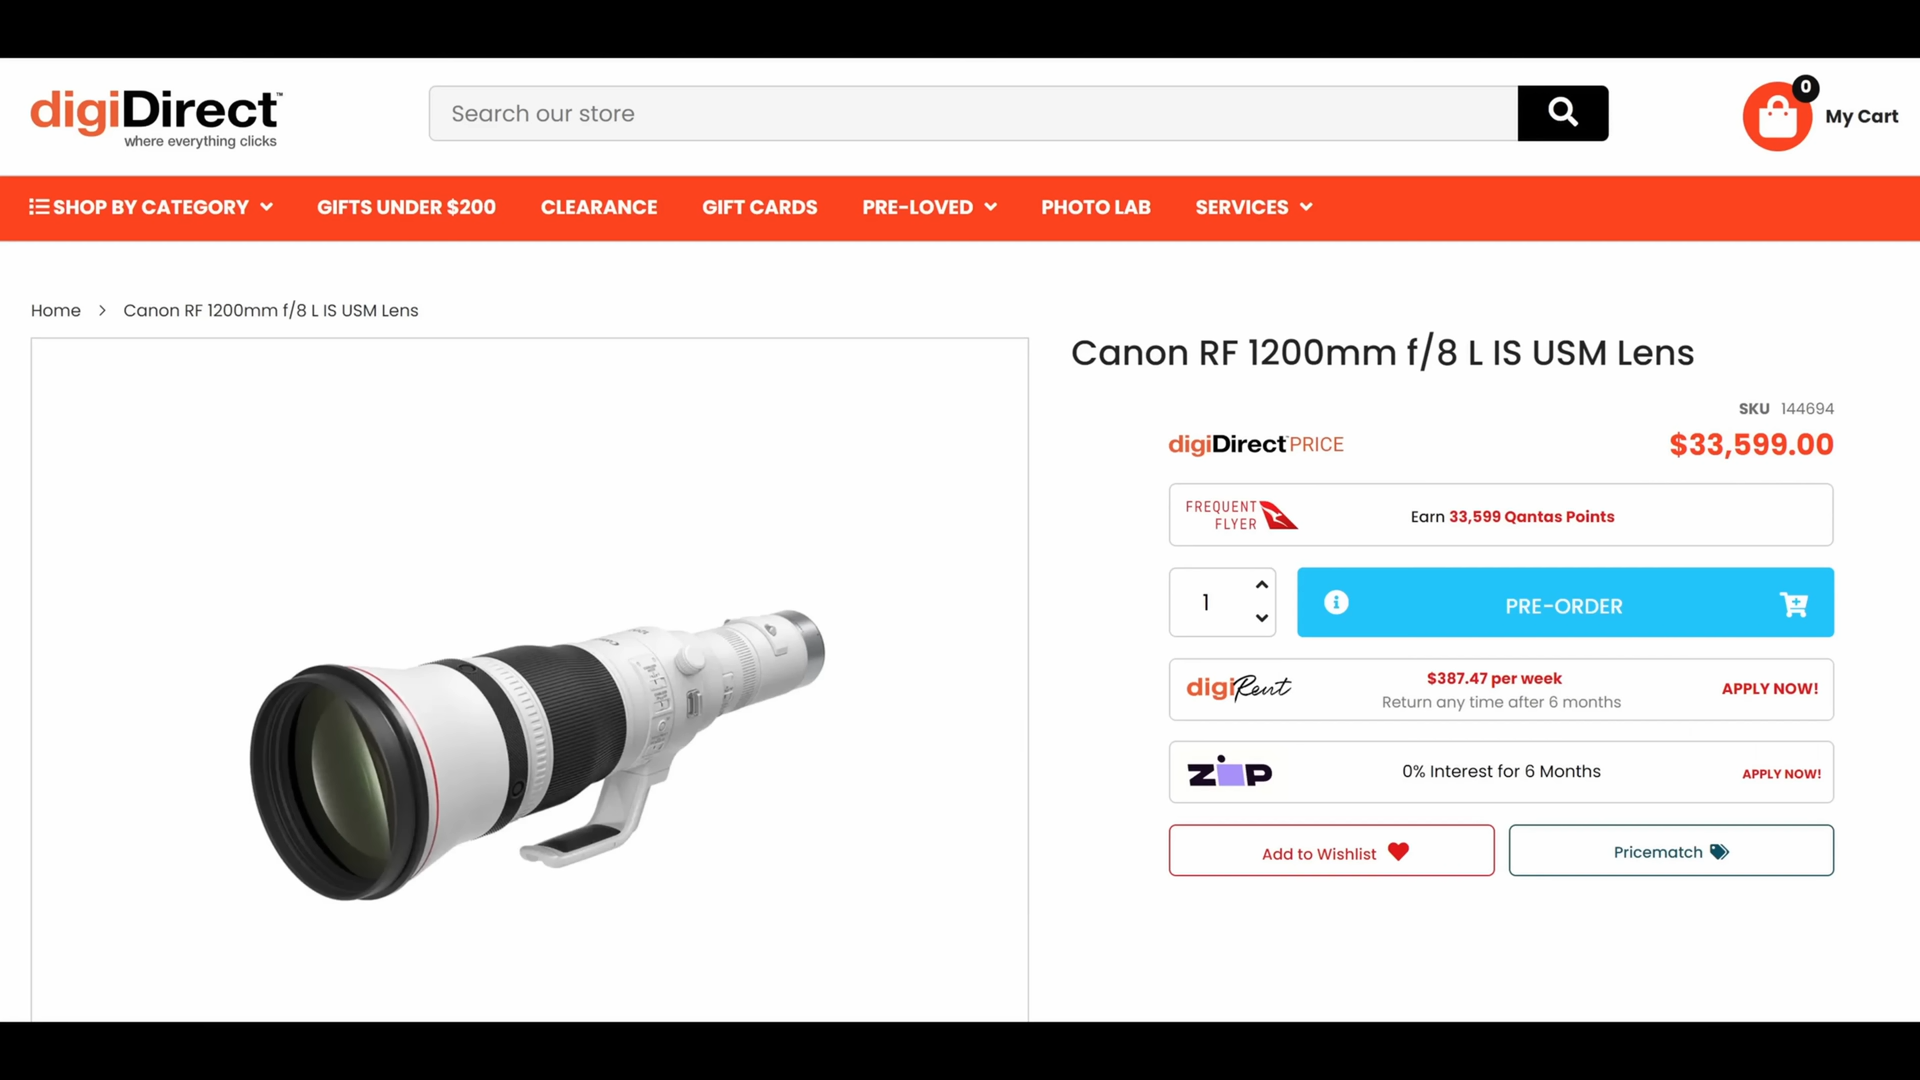 digiDirect™
where everything clicks
Search our store
0
My Cart
SHOP BY CATEGORY
GIFTS UNDER $200
CLEARANCE
GIFT CARDS
PRE-LOVED
PHOTO LAB
SERVICES
Home > Canon RF 1200mm f/8 L IS USM Lens
Canon RF 1200mm f/8 L IS USM Lens
SKU 144694
digiDirect PRICE
$33,599.00
FREQUENT
FLYER
Earn 33,599 Qantas Points
1
PRE-ORDER
digiRent
$387.47 per week
Return any time after 6 months
APPLY NOW!
ZIP
0% Interest for 6 Months
APPLY NOW!
Add to Wishlist
Pricematch